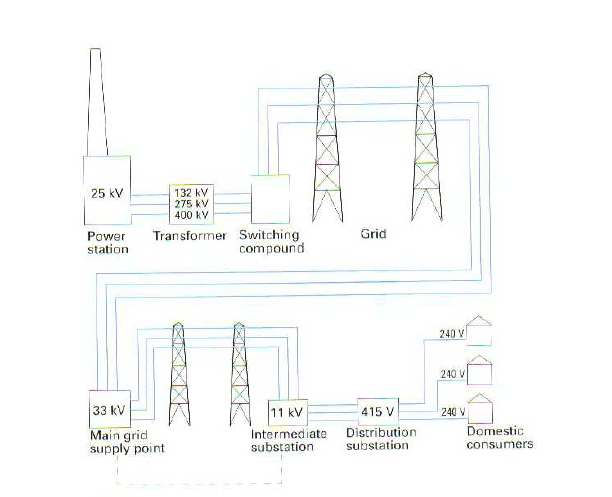 25 kV
132 kV
275 kV
400 kV
Power
station
Transformer
Switching
compound
Grid
240 V
240 V
240 V
33 kV
11 kV
415 V
Main grid
supply point
Intermediate
substation
Distribution
substation
Domestic
consumers